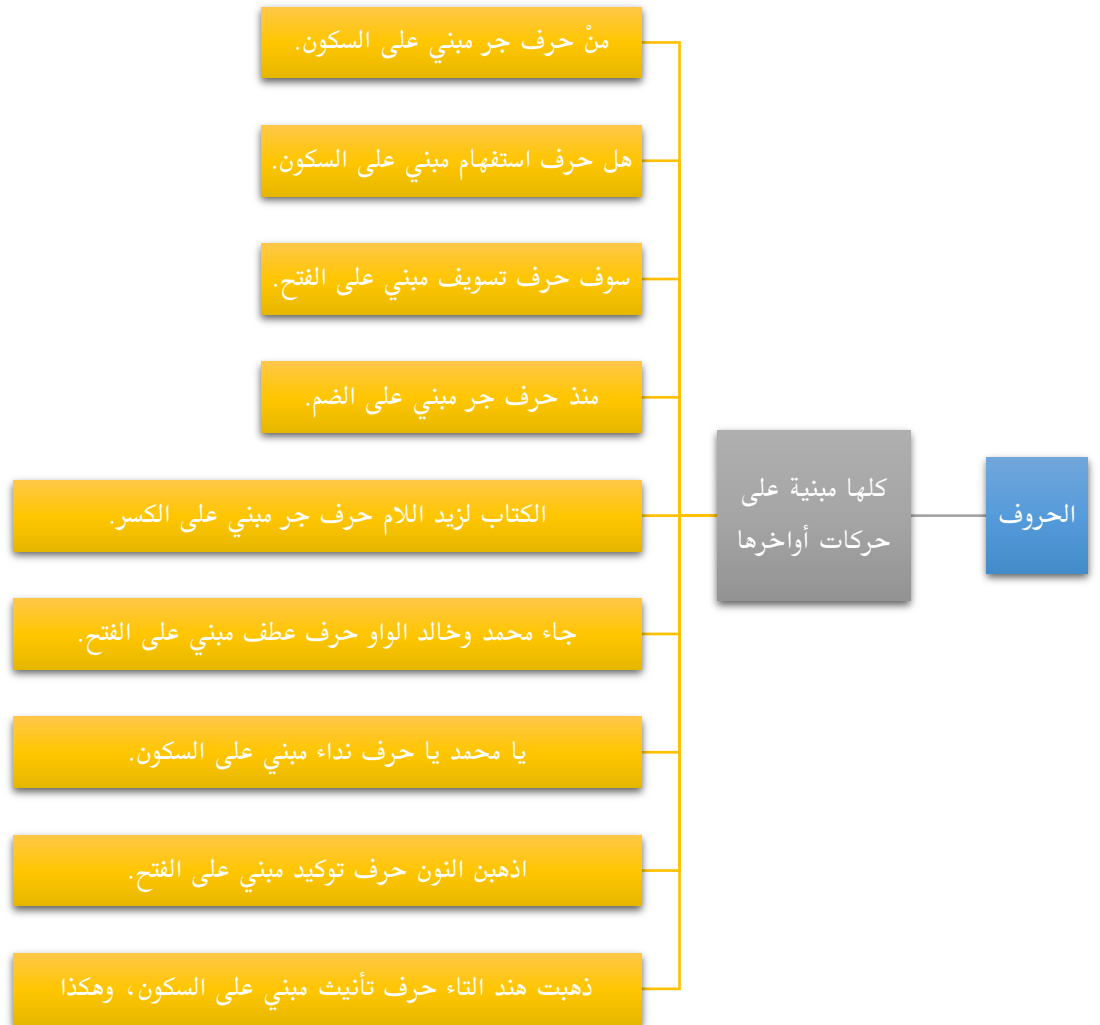 الحروف
كلها مبنية على
حركات أواخرها
منْ حرف جر مبني على السكون.
هل حرف استفهام مبني على السكون.
سوف حرف تسويف مبني على الفتح.
منذ حرف جر مبني على الضم.
الكتاب لزيد اللام حرف جر مبني على الكسر.
جاء محمد وخالد الواو حرف عطف مبني على الفتح.
يا محمد يا حرف نداء مبني على السكون.
اذهبن النون حرف توكيد مبني على الفتح.
ذهبت هند التاء حرف تأنيث مبني على السكون، وهكذا